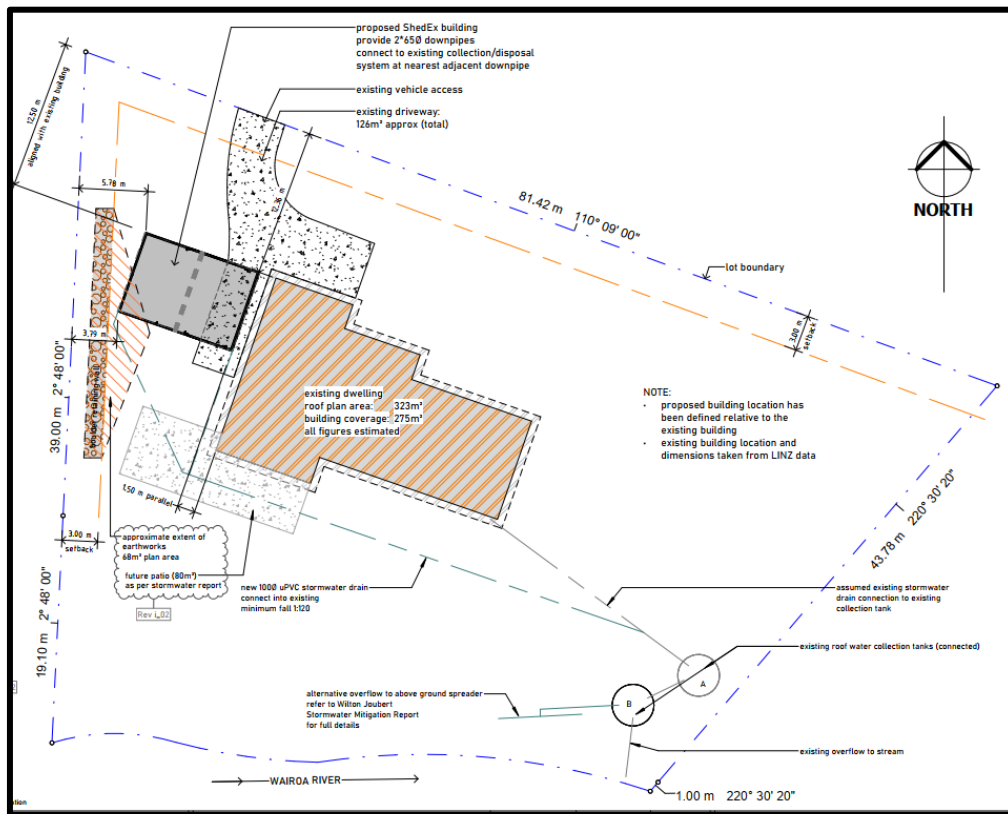 proposed ShedEx building
provide 2*65Ø downpipes
connect to existing collection/disposal
system at nearest adjacent downpipe
existing vehicle access
existing driveway:
126m² approx (total)
12.50 m
aligned with existing building
5.78 m
81.42 m 110° 09' 00"
NORTH
lot boundary
3.00 m
setback
3.79 m
39.00 m 2° 48' 00"
existing dwelling
roof plan area: 323m²
building coverage: 275m²
all figures estimated
NOTE:
• proposed building location has
been defined relative to the
existing building
• existing building location and
dimensions taken from LINZ data
1.50 m parallel
3.00 m
setback
approximate extent of
earthworks
68m² plan area
future patio (80m²)
as per stormwater report
Rev i.,02
new 100Ø uPVC stormwater drain
connect into existing
minimum fall 1:120
43.78 m 220° 30' 20"
assumed existing stormwater
drain connection to existing
collection tank
19.10 m 2° 48' 00"
existing roof water collection tanks (connected)
A
B
alternative overflow to above ground spreader
refer to Wilton Joubert
Stormwater Mitigation Report
for full details
existing overflow to stream
WAIROA RIVER
1.00 m 220° 30' 20"